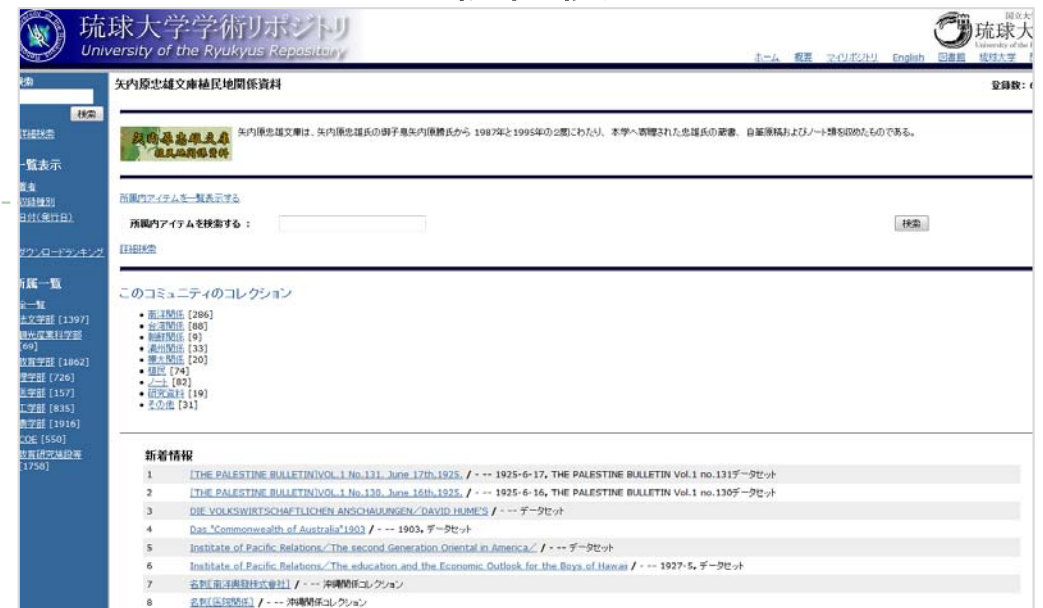 琉球大学学術リポジトリ
University of the Ryukyus Repository
琉球大
ホーム 概要 マイリポジトリ English 図書館 琉球大学
矢内原忠雄文庫植民地関係資料
登録数:
検索
詳細検索
一覧表示
日付(発行日)
ダウンロードランキング
矢内原忠雄文庫
植民地関係資料
矢内原忠雄文庫は、矢内原忠雄氏の御子息矢内原勝氏から 1987年と1995年の2度にわたり、本学へ寄贈された忠雄氏の蔵書、自筆原稿およびノート類を収めたものである。
所属内アイテムを一覧表示する
所属内アイテムを検索する :
検索
詳細検索
所属一覧
法文学部 [1397]
観光産業科学部
[69]
教育学部 [1862]
理学部 [726]
医学部 [157]
工学部 [835]
農学部 [1916]
COE [550]
教育研究施設等
[1758]
このコミュニティのコレクション
南洋関係 [286]
台湾関係 [88]
朝鮮関係 [9]
満州関係 [33]
樺太関係 [20]
植民 [74]
ノート [82]
研究資料 [19]
その他 [31]
新着情報
1 [THE PALESTINE BULLETIN]VOL.1 No.131. June 17th,1925. / - -- 1925-6-17, THE PALESTINE BULLETIN Vol.1 no.131データセット
2 [THE PALESTINE BULLETIN]VOL.1 No.130. June 16th,1925. / - -- 1925-6-16, THE PALESTINE BULLETIN Vol.1 no.130データセット
3 DIE VOLKSWIRTSCHAFTLICHEN ANSCHAUUNGEN/DAVID HUME'S / - -- データセット
4 Das "Commonwealth of Australia"1903 / - -- 1903, データセット
5 Institate of Pacific Relations/The second Generation Oriental in America/ / - -- データセット
6 Institate of Pacific Relations/The education and the Economic Outlook for the Boys of Hawaii / - -- 1927-5, データセット
7 名刺[南洋興発株式会社] / - -- 沖縄関係コレクション
8 名刺[医院関係] / - -- 沖縄関係コレクション